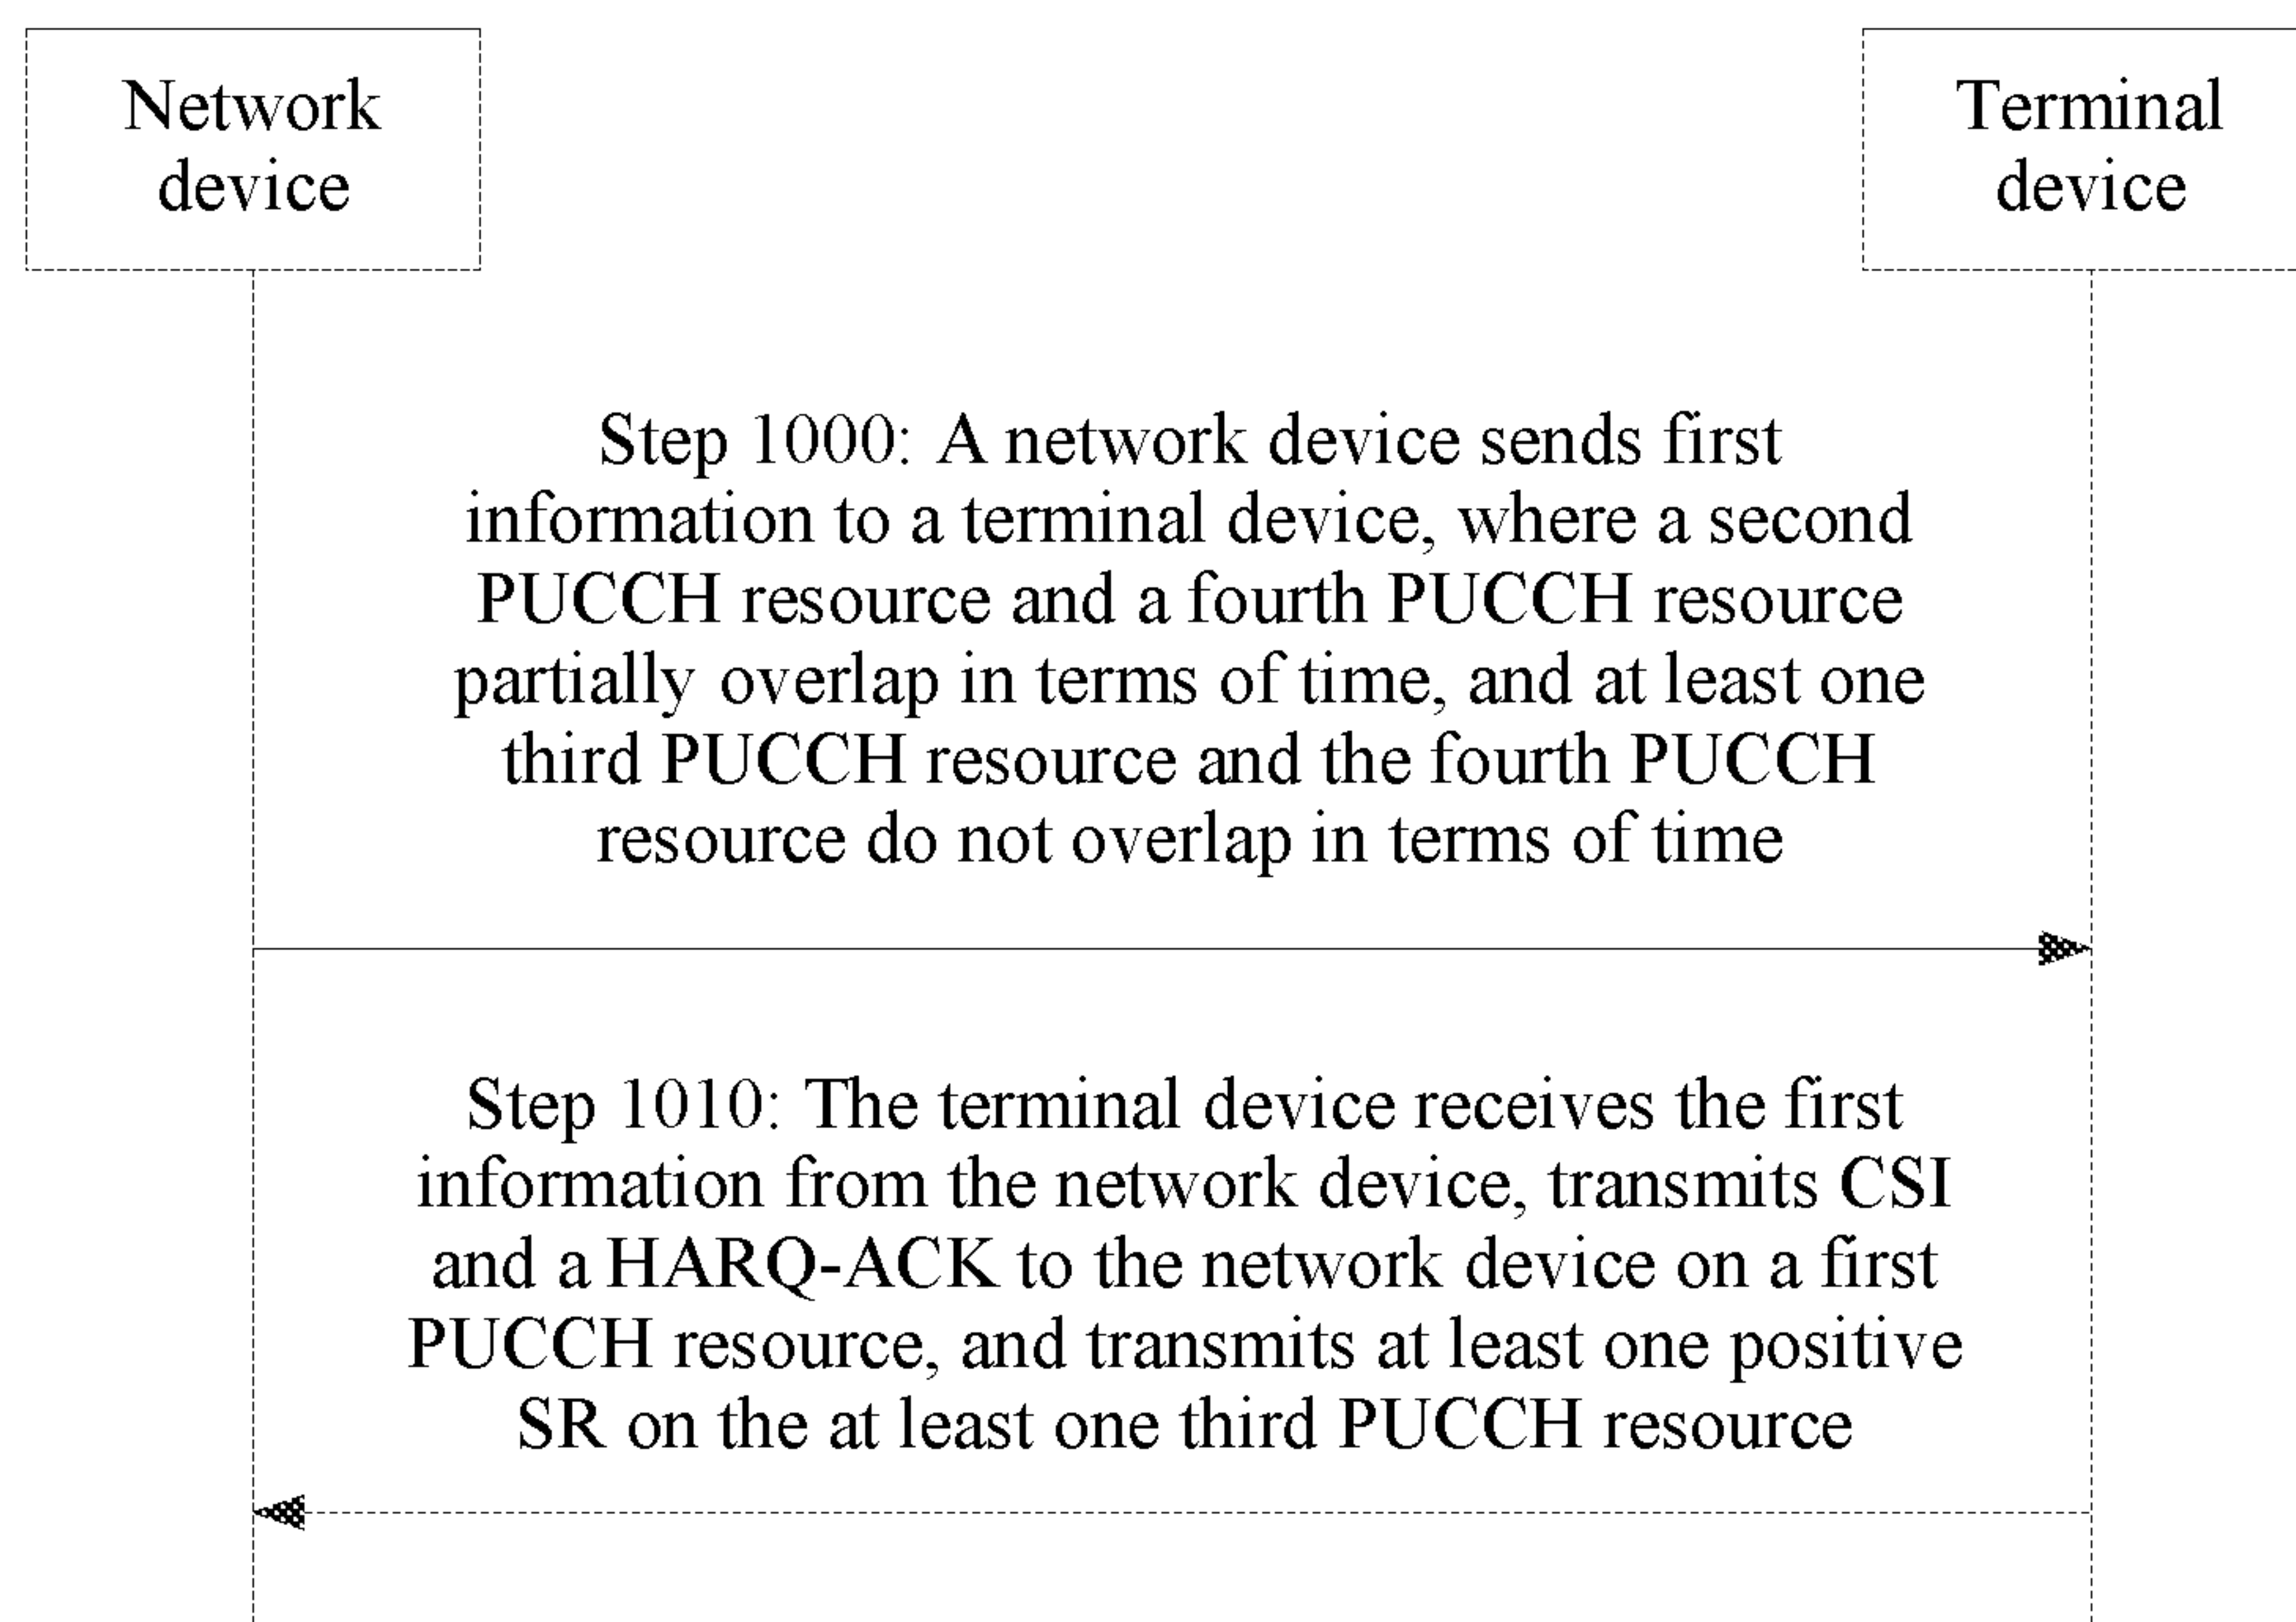 Network
device
Terminal
device
Step 1000: A network device sends first
information to a terminal device, where a second
PUCCH resource and a fourth PUCCH resource
partially overlap in terms of time, and at least one
third PUCCH resource and the fourth PUCCH
resource do not overlap in terms of time
Step 1010: The terminal device receives the first
information from the network device, transmits CSI
and a HARQ-ACK to the network device on a first
PUCCH resource, and transmits at least one positive
SR on the at least one third PUCCH resource